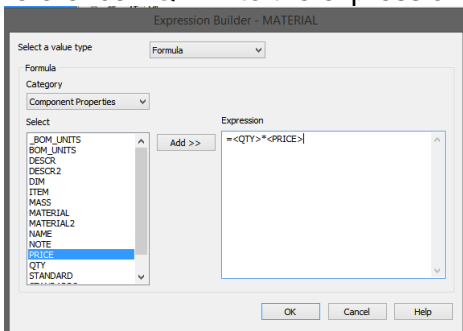 Expression Builder - MATERIAL
Select a value type
Formula
Formula
Category
Component Properties
Select
Expression
_BOM_UNITS
BOM_UNITS
DESCR
DESCR2
DIM
ITEM
MASS
MATERIAL
MATERIAL2
NAME
NOTE
PRICE
QTY
STANDARD
Add >>
=<QTY>*<PRICE>
OK
Cancel
Help